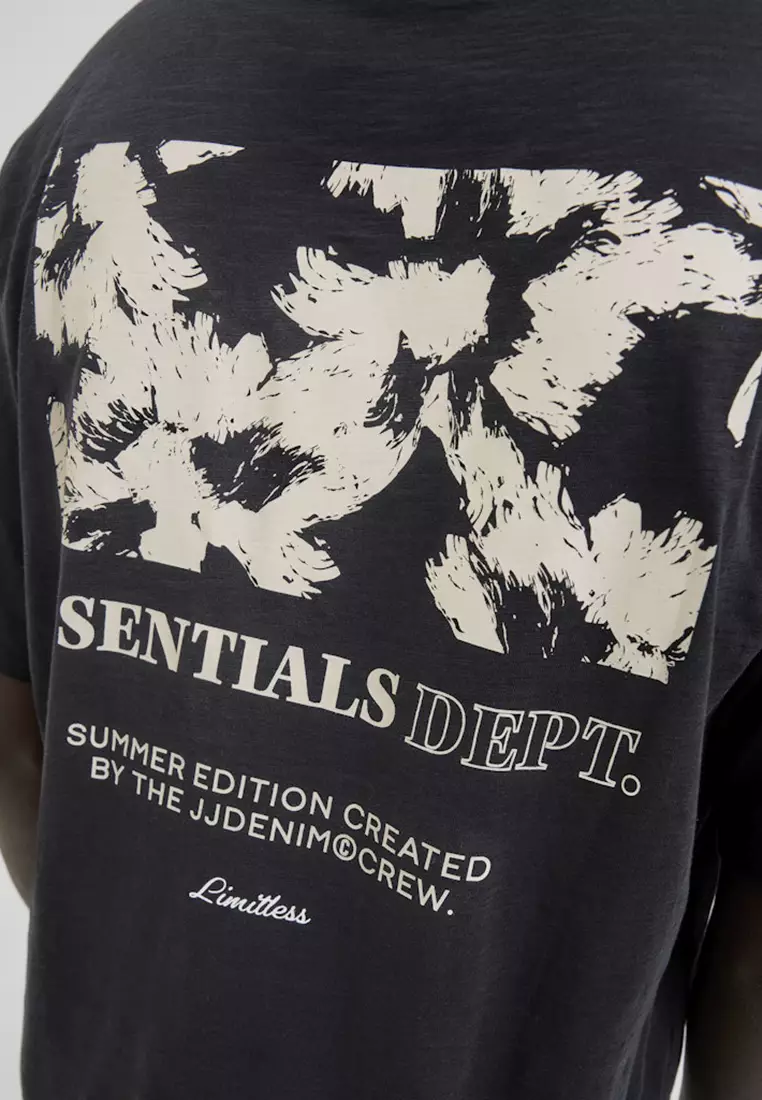 SENTIALS DEPT.
SUMMER EDITION CREATED
BY THE JJDENIM©CREW.
Limitless